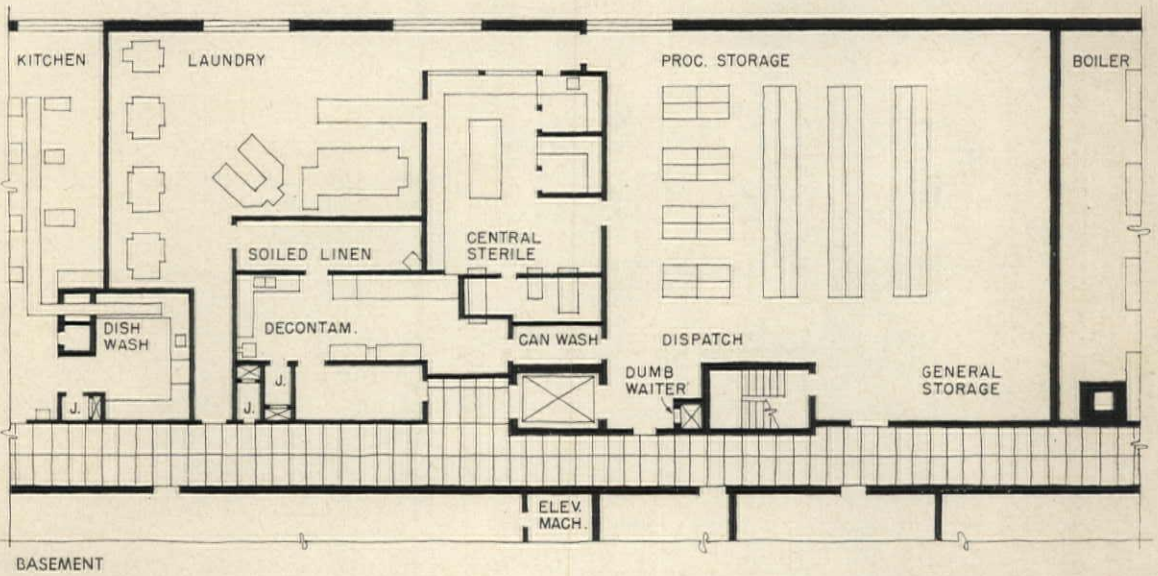 KITCHEN
LAUNDRY
PROC. STORAGE
BOILER
SOILED LINEN
CENTRAL
STERILE
DISH
WASH
DECONTAM.
CAN WASH
DISPATCH
J.
J.
J.
DUMB
WAITER
GENERAL
STORAGE
ELEV.
MACH.
BASEMENT